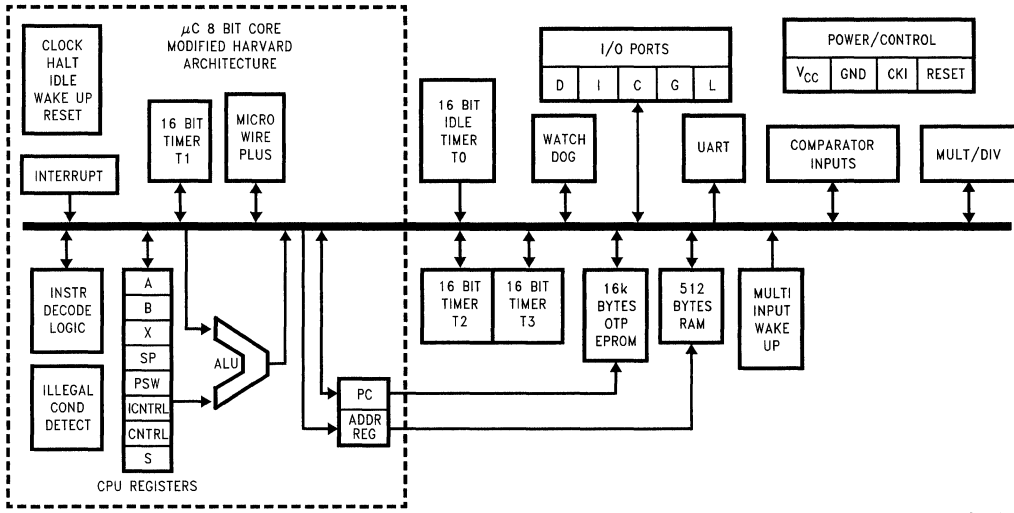 CLOCK
HALT
IDLE
WAKE UP
RESET
μC 8 BIT CORE
MODIFIED HARVARD
ARCHITECTURE
INTERRUPT
16 BIT
TIMER
T1
MICRO
WIRE
PLUS
16 BIT
IDLE
TIMER
T0
I/O PORTS
D I C G L
WATCH
DOG
UART
POWER/CONTROL
VCC GND CKI RESET
COMPARATOR
INPUTS
MULT/DIV
INSTR
DECODE
LOGIC
ILLEGAL
COND
DETECT
A
B
X
SP
PSW
ICNTRL
CNTRL
S
CPU REGISTERS
ALU
PC
ADDR
REG
16 BIT
TIMER
T2
16 BIT
TIMER
T3
16k
BYTES
OTP
EPROM
512
BYTES
RAM
MULTI
INPUT
WAKE
UP